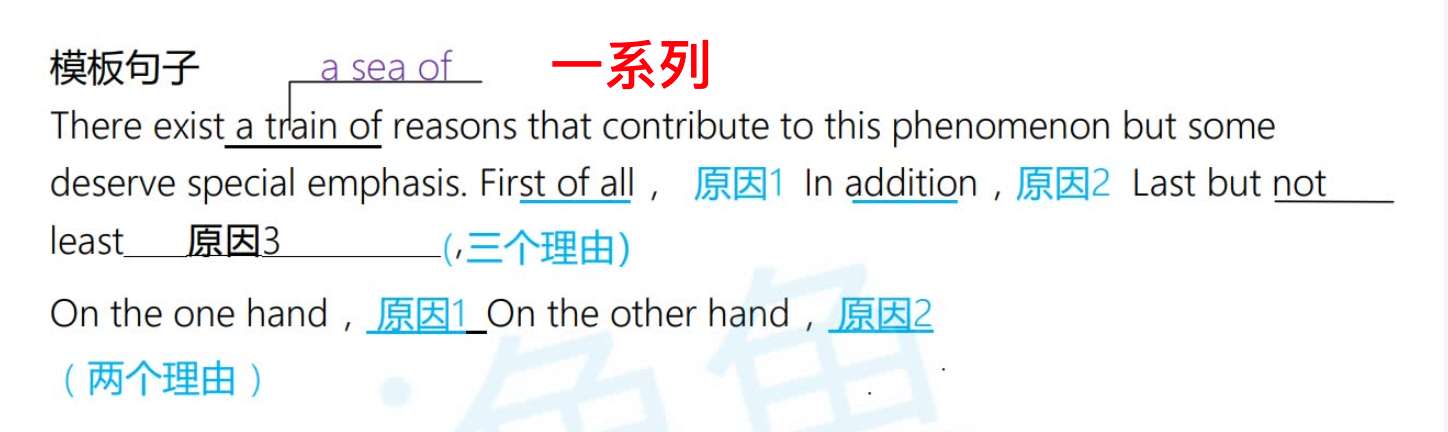 模板句子 a sea of 一系列
There exist a train of reasons that contribute to this phenomenon but some
deserve special emphasis. First of all , 原因1 In addition , 原因2 Last but not
least 原因3 (,三个理由)
On the one hand , 原因1 On the other hand , 原因2
( 两个理由 )